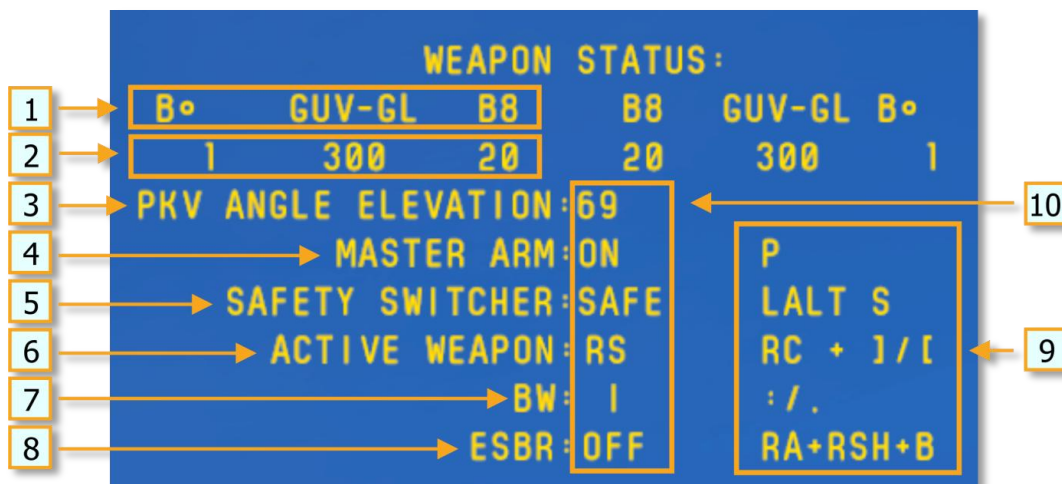 WEAPON STATUS:
1 B° GUV-GL B8 B8 GUV-GL B°
2 1 300 20 20 300 1
3 PKV ANGLE ELEVATION:69 10
4 MASTER ARM:ON P
5 SAFETY SWITCHER:SAFE LALT S
6 ACTIVE WEAPON:RS RC + ]/[ 9
7 BW: I :/.
8 ESBR:OFF RA+RSH+B